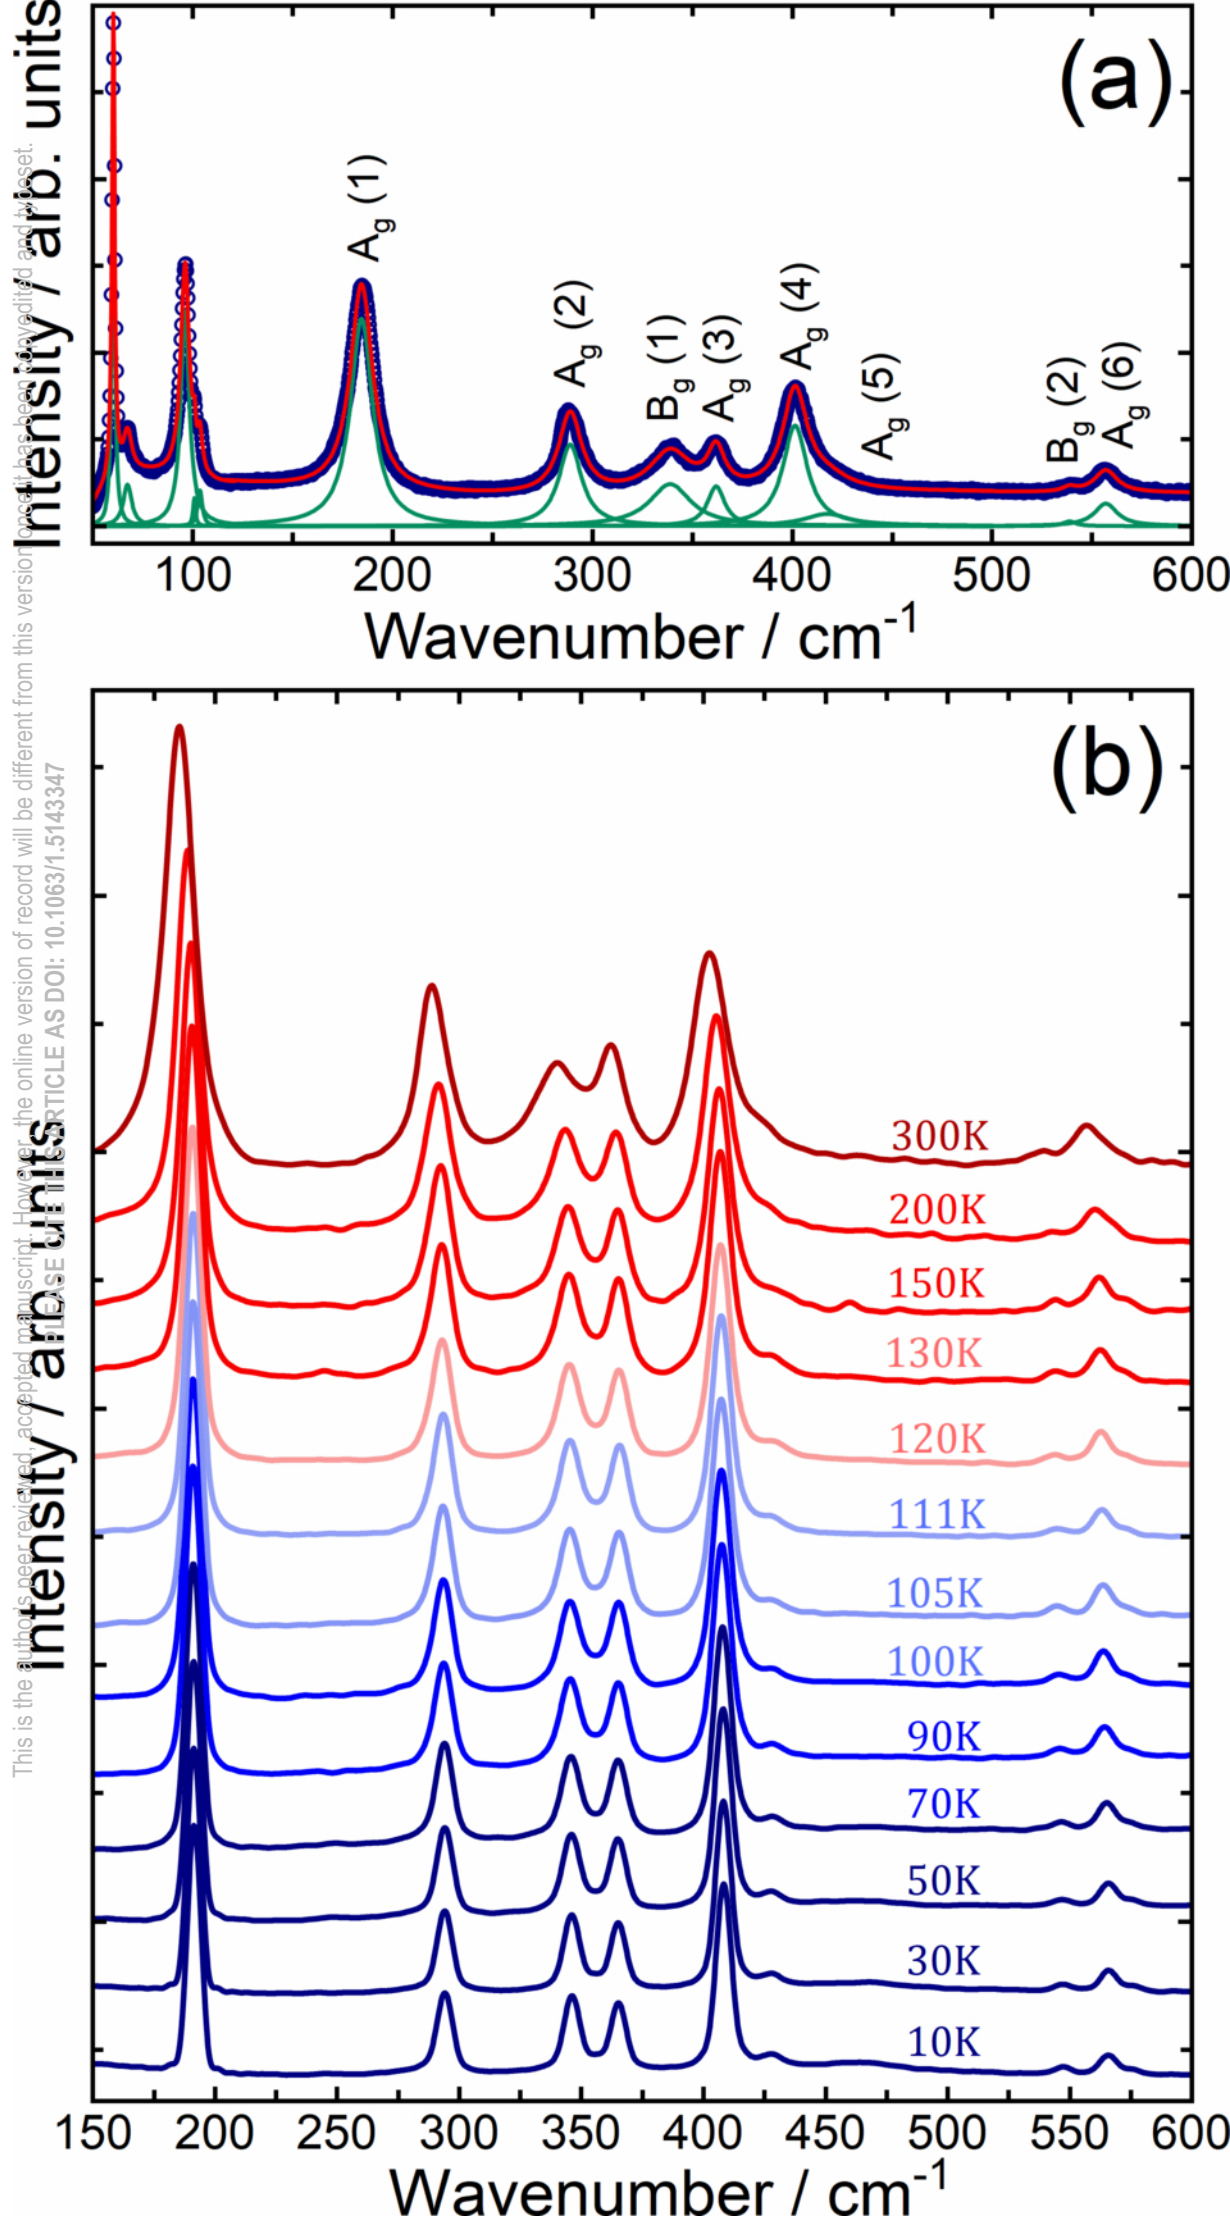 Intensity / arb. units
(a)
Ag (1)
Ag (2)
Bg (1)
Ag (3)
Ag (4)
Ag (5)
Bg (2)
Ag (6)
100 200 300 400 500 600
Wavenumber / cm-1
(b)
Intensity / arb. units
300K
200K
150K
130K
120K
111K
105K
100K
90K
70K
50K
30K
10K
150 200 250 300 350 400 450 500 550 600
Wavenumber / cm-1
This is the author's peer reviewed, accepted manuscript. However, the online version of record will be different from this version once it has been copyedited and typeset.
PLEASE CITE THIS ARTICLE AS DOI: 10.1063/1.5143347